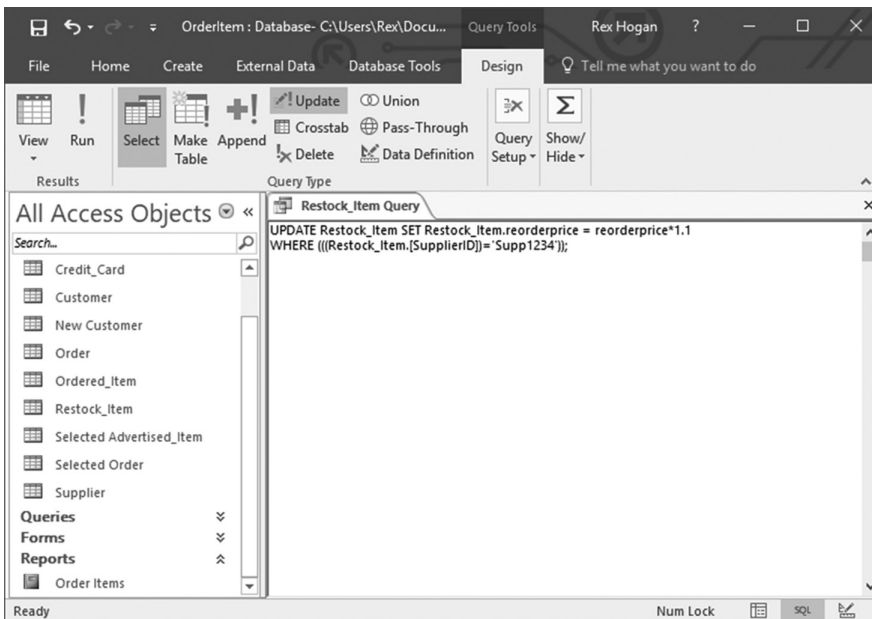 OrderItem : Database- C:\Users\Rex\Docu... Query Tools Rex Hogan ?
File Home Create External Data Database Tools Design Tell me what you want to do
View Run Select Make Table Append
Update Union
Crosstab Pass-Through
Delete Data Definition
Query Setup Show/ Hide
Results Query Type
All Access Objects «
Search...
Credit_Card
Customer
New Customer
Order
Ordered_Item
Restock_Item
Selected Advertised_Item
Selected Order
Supplier
Queries
Forms
Reports
Order Items
Restock_Item Query
UPDATE Restock_Item SET Restock_Item.reorderprice = reorderprice*1.1
WHERE (((Restock_Item.[SupplierID])='Supp1234'));
Ready Num Lock SQL